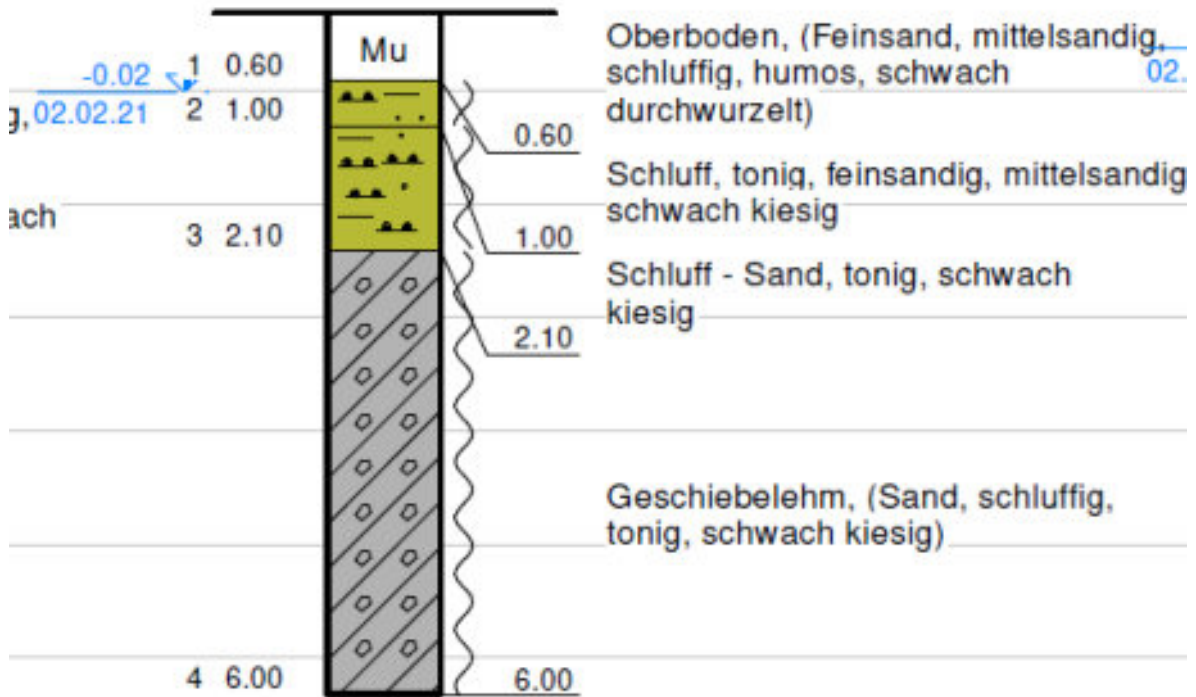 Mu
-0.02
02.02.21
g,
ach
1 0.60
2 1.00
3 2.10
4 6.00
0.60
1.00
2.10
6.00
Oberboden, (Feinsand, mittelsandig,
schluffig, humos, schwach
durchwurzelt)
Schluff, tonig, feinsandig, mittelsandig
schwach kiesig
Schluff - Sand, tonig, schwach
kiesig
Geschiebelehm, (Sand, schluffig,
tonig, schwach kiesig)
02.